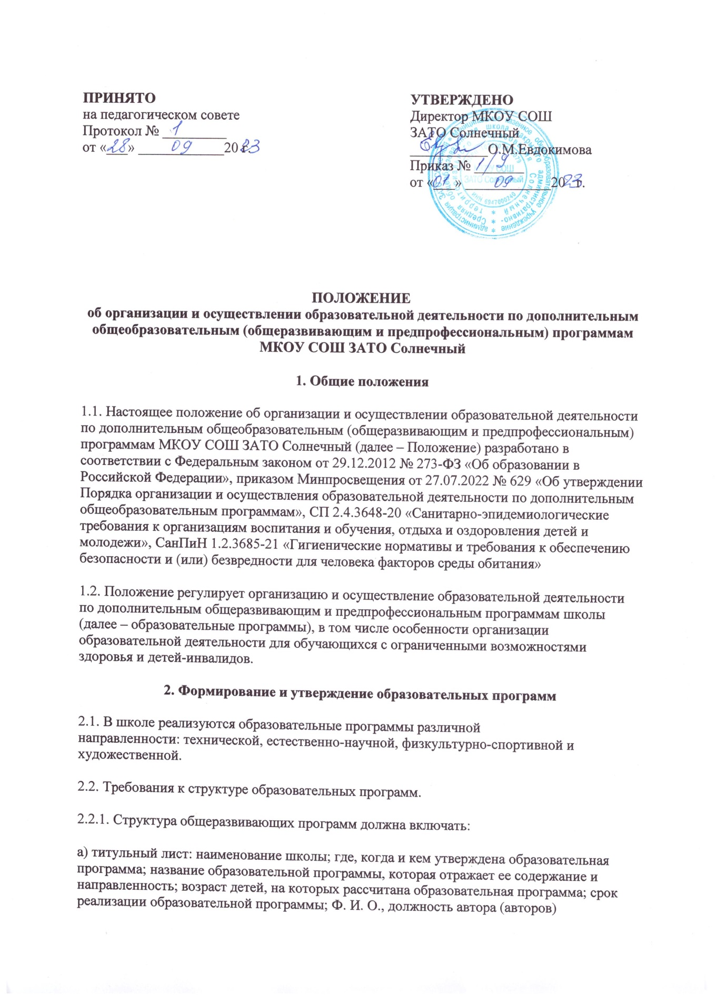 ПРИНЯТО
на педагогическом совете
Протокол № 1
от «28» 09 2023 г.
УТВЕРЖДЕНО
Директор МКОУ СОШ
ЗАТО Солнечный
О.М.Евдокимова
Приказ № 1/9
от «01» 09 2023 г.
ЗАТО Солнечный
ИНН 6947000240
ПОЛОЖЕНИЕ
об организации и осуществлении образовательной деятельности по дополнительным
общеобразовательным (общеразвивающим и предпрофессиональным) программам
МКОУ СОШ ЗАТО Солнечный
1. Общие положения
1.1. Настоящее положение об организации и осуществлении образовательной деятельности
по дополнительным общеобразовательным (общеразвивающим и предпрофессиональным)
программам МКОУ СОШ ЗАТО Солнечный (далее – Положение) разработано в
соответствии с Федеральным законом от 29.12.2012 № 273-ФЗ «Об образовании в
Российской Федерации», приказом Минпросвещения от 27.07.2022 № 629 «Об утверждении
Порядка организации и осуществления образовательной деятельности по дополнительным
общеобразовательным программам», СП 2.4.3648-20 «Санитарно-эпидемиологические
требования к организациям воспитания и обучения, отдыха и оздоровления детей и
молодежи», СанПиН 1.2.3685-21 «Гигиенические нормативы и требования к обеспечению
безопасности и (или) безвредности для человека факторов среды обитания»
1.2. Положение регулирует организацию и осуществление образовательной деятельности
по дополнительным общеразвивающим и предпрофессиональным программам школы
(далее – образовательные программы), в том числе особенности организации
образовательной деятельности для обучающихся с ограниченными возможностями
здоровья и детей-инвалидов.
2. Формирование и утверждение образовательных программ
2.1. В школе реализуются образовательные программы различной
направленности: технической, естественно-научной, физкультурно-спортивной и
художественной.
2.2. Требования к структуре образовательных программ.
2.2.1. Структура общеразвивающих программ должна включать:
а) титульный лист: наименование школы; где, когда и кем утверждена образовательная
программа; название образовательной программы, которая отражает ее содержание и
направленность; возраст детей, на которых рассчитана образовательная программа; срок
реализации образовательной программы; Ф. И. О., должность автора (авторов)